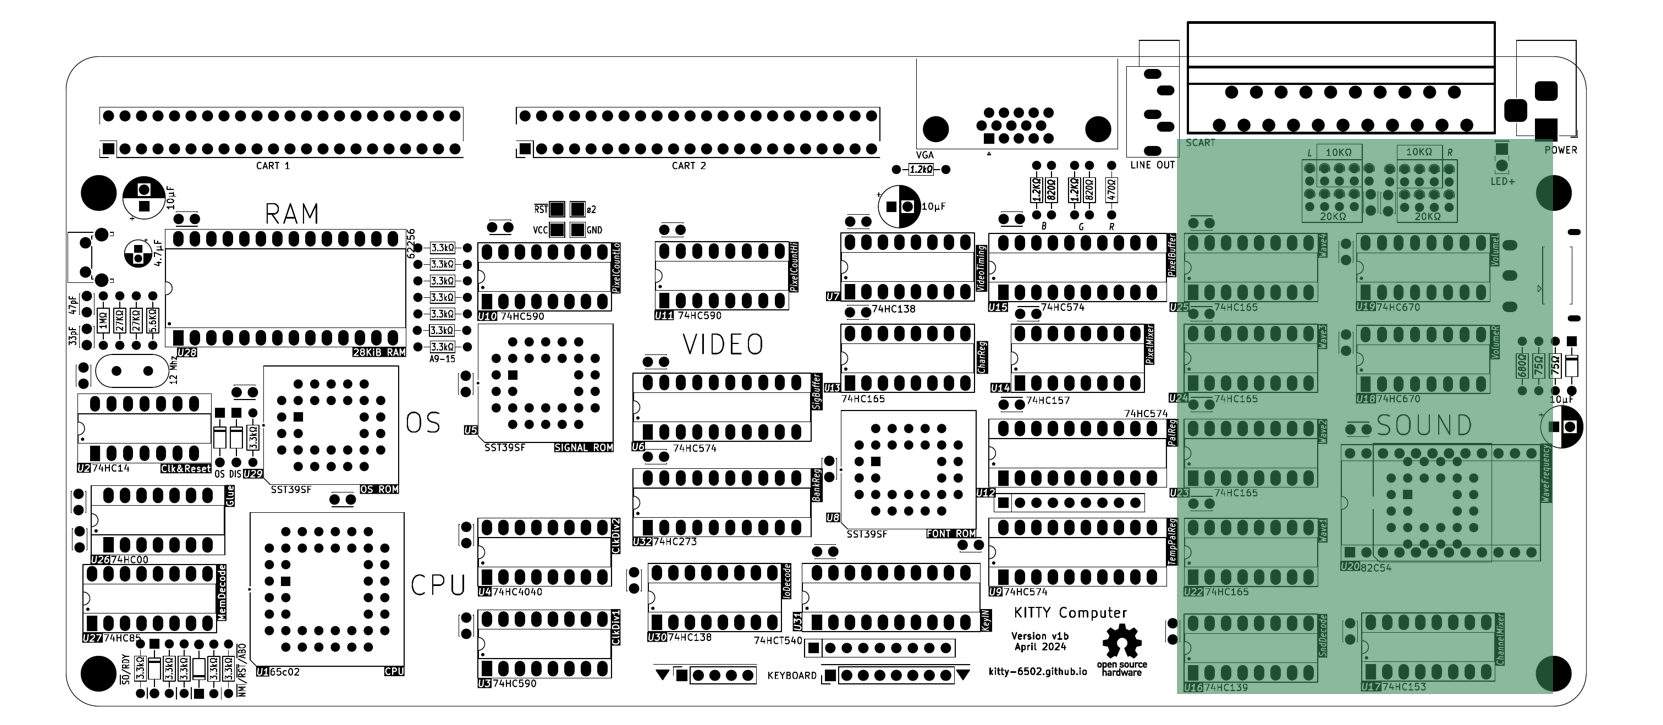 CART 1
CART 2
VGA
LINE OUT
SCART
POWER
LED+
1.2KΩ
10µF
1.2KΩ
820Ω
1.2KΩ
820Ω
470Ω
B
G
R
L
10KΩ
10KΩ
R
20KΩ
20KΩ
10µF
4.7µF
RAM
62256
U28
28KiB RAM
47pF
33pF
1MΩ
27KΩ
27KΩ
5.6KΩ
12 Mhz
3.3kΩ
3.3kΩ
3.3kΩ
3.3kΩ
3.3kΩ
3.3kΩ
3.3kΩ
A9-15
RST
ø2
VCC
GND
PixelCountLo
U10 74HC590
PixelCountHi
U11 74HC590
VIDEO
VideoTiming
U7
74HC138
PixelBuffer
U15
74HC574
Wave4
U25
74HC165
VolumeL
U19 74HC670
CharReg
U13
74HC165
PixelMixer
U14
74HC157
Wave3
U24
74HC165
VolumeR
U18 74HC670
680Ω
75Ω
75Ω
10µF
U2 74HC14
Clk&Reset
OS
DIS
3.3kΩ
U29
SST39SF
OS ROM
OS
U5
SST39SF
SIGNAL ROM
SigBuffer
U6
74HC574
BankReg
U32 74HC273
U8
SST39SF
FONT ROM
74HC574
PalReg
U12
Wave2
U23
74HC165
SOUND
WaveFrequency
U20 82C54
Glue
U26 74HC00
MemDecode
U27 74HC85
U1 65c02
CPU
CPU
ClkDiv2
U4 74HC4040
ClkDiv1
U3 74HC590
IoDecode
U30 74HC138
KeyIN
U31
74HCT540
TempPalReg
U9 74HC574
Wave1
U22 74HC165
SndDecode
U16 74HC139
ChannelMixer
U17 74HC153
SO/RDY
3.3kΩ
3.3kΩ
3.3kΩ
3.3kΩ
3.3kΩ
NMI/RST/ABO
KEYBOARD
KITTY Computer
Version v1b
April 2024
kitty-6502.github.io
open source
hardware